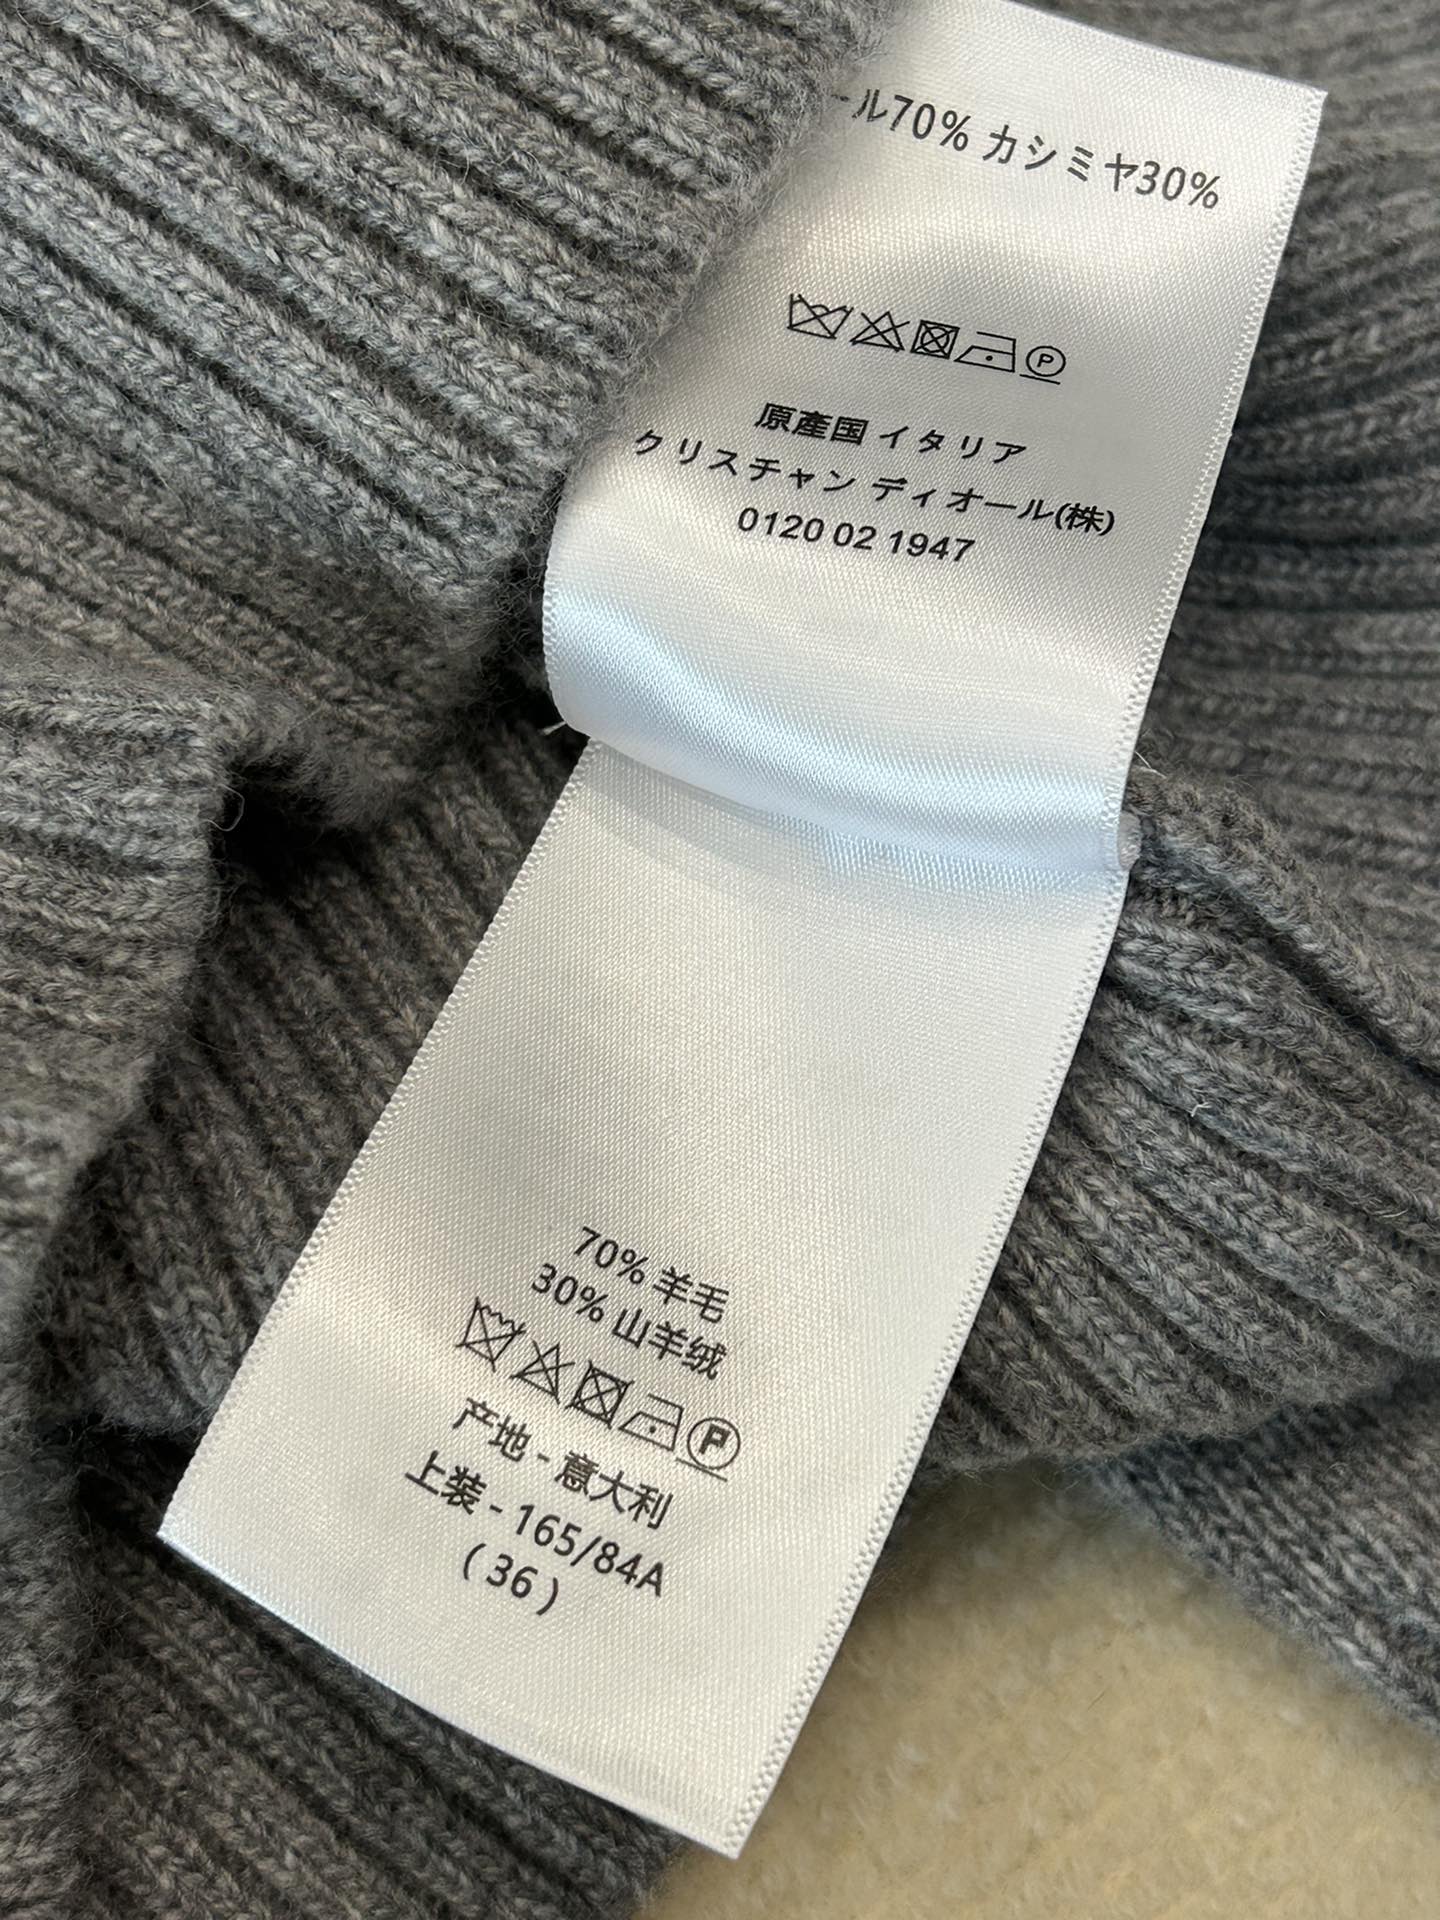 ール70% カシミヤ30%
P
原産国 イタリア
クリスチャン ディオール(株)
0120 02 1947
70% 羊毛
30% 山羊绒
P
产地 - 意大利
上装 - 165/84A
( 36 )